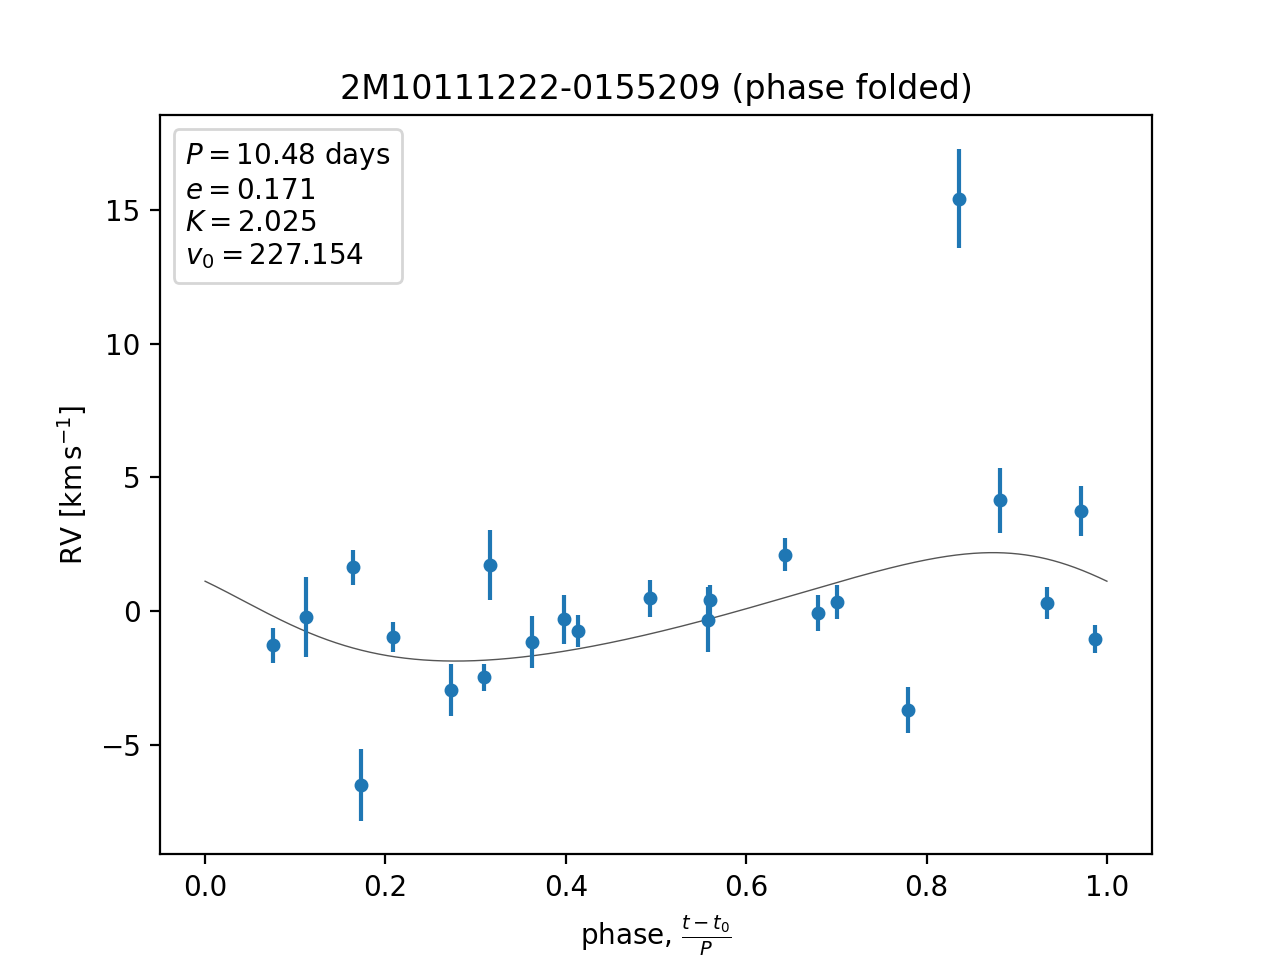 2M10111222-0155209 (phase folded)
P = 10.48 days
e = 0.171
K = 2.025
v₀ = 227.154
15
10
5
0
−5
RV [km s⁻¹]
0.0 0.2 0.4 0.6 0.8 1.0
phase, (t − t₀)/P